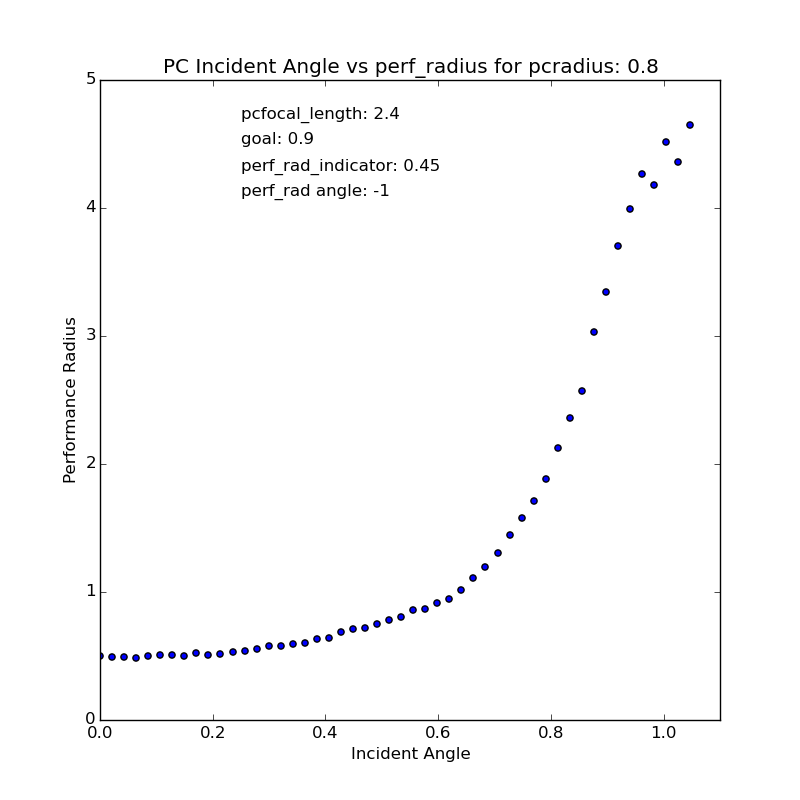 PC Incident Angle vs perf_radius for pcradius: 0.8
5
pcfocal_length: 2.4
goal: 0.9
perf_rad_indicator: 0.45
perf_rad angle: -1
4
3
Performance Radius
2
1
0
0.0 0.2 0.4 0.6 0.8 1.0
Incident Angle